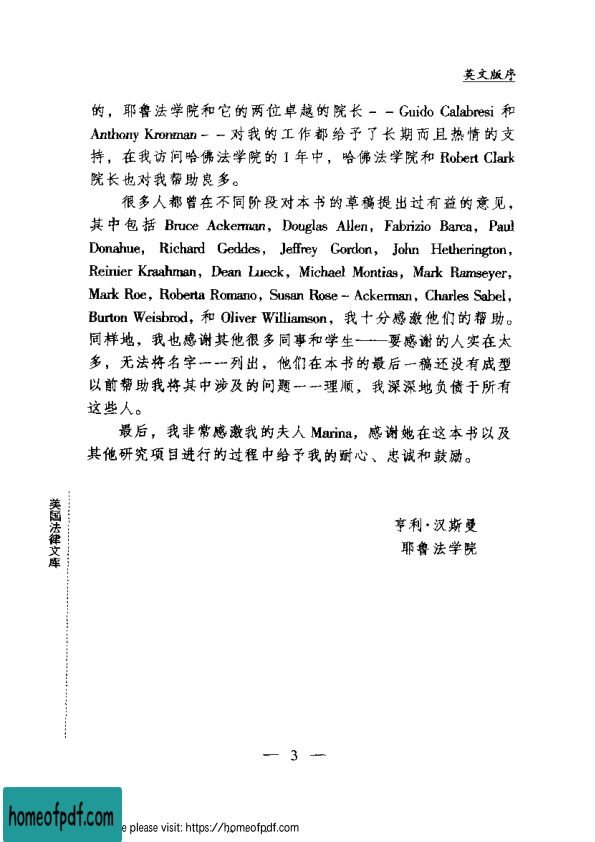 英文版序
的，耶鲁法学院和它的两位卓越的院长－－Guido Calabresi 和
Anthony Kronman－－对我的工作都给予了长期而且热情的支
持，在我访问哈佛法学院的 1 年中，哈佛法学院和 Robert Clark
院长也对我帮助良多。
很多人都曾在不同阶段对本书的草稿提出过有益的意见，
其中包括 Bruce Ackerman，Douglas Allen，Fabrizio Barca，Paul
Donahue，Richard Geddes，Jeffrey Gordon，John Hetherington，
Reinier Kraahman，Dean Lueck，Michael Montias，Mark Ramseyer，
Mark Roe，Roberta Romano，Susan Rose－Ackerman，Charles Sabel，
Burton Weisbrod，和 Oliver Williamson，我十分感激他们的帮助。
同样地，我也感谢其他很多同事和学生——要感谢的人实在太
多，无法将名字一一列出，他们在本书的最后一稿还没有成型
以前帮助我将其中涉及的问题一一理顺，我深深地负债于所有
这些人。
最后，我非常感激我的夫人 Marina，感谢她在这本书以及
其他研究项目进行的过程中给予我的耐心、忠诚和鼓励。
亨利·汉斯曼
耶鲁法学院
美国法律文库
— 3 —
homeofpdf.com
e please visit: https://homeofpdf.com